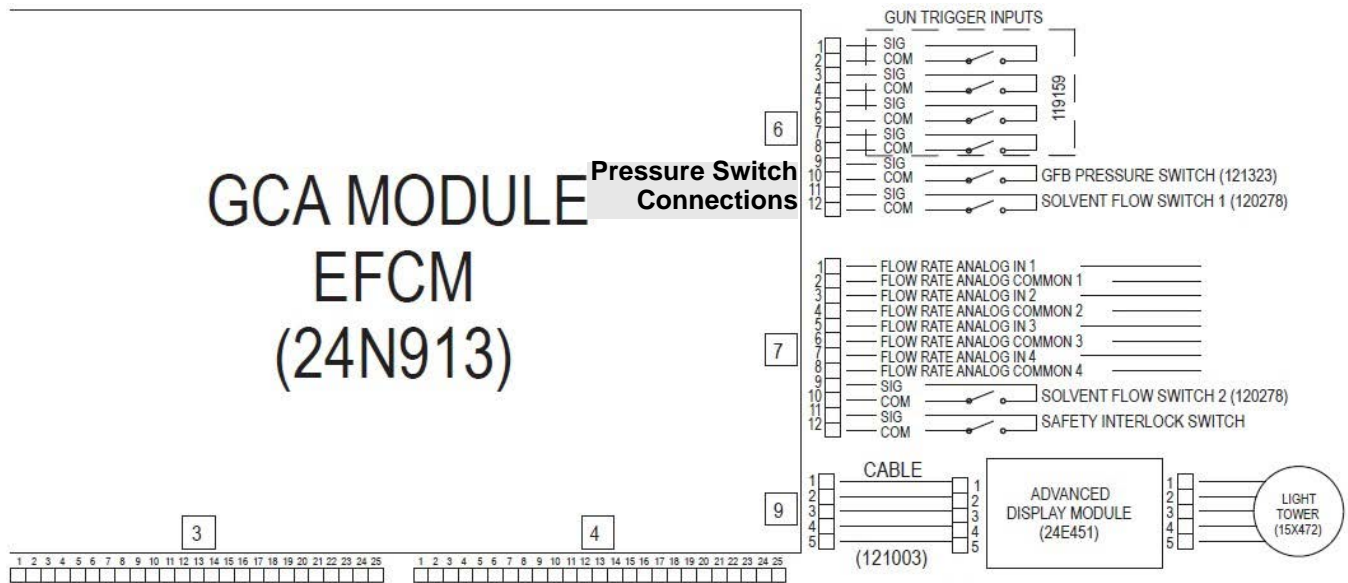 GUN TRIGGER INPUTS
1 SIG
2 COM
3 SIG
4 COM
5 SIG
6 COM
7 SIG
8 COM
119159
9 SIG
10 COM GFB PRESSURE SWITCH (121323)
11 SIG
12 COM SOLVENT FLOW SWITCH 1 (120278)
6
Pressure Switch
Connections
GCA MODULE
EFCM
(24N913)
1 FLOW RATE ANALOG IN 1
2 FLOW RATE ANALOG COMMON 1
3 FLOW RATE ANALOG IN 2
4 FLOW RATE ANALOG COMMON 2
5 FLOW RATE ANALOG IN 3
6 FLOW RATE ANALOG COMMON 3
7 FLOW RATE ANALOG IN 4
8 FLOW RATE ANALOG COMMON 4
9 SIG
10 COM SOLVENT FLOW SWITCH 2 (120278)
11 SIG
12 COM SAFETY INTERLOCK SWITCH
7
9
CABLE
1 2 3 4 5
1 2 3 4 5
(121003)
ADVANCED
DISPLAY MODULE
(24E451)
1 2 3 4 5
LIGHT
TOWER
(15X472)
3
4
1 2 3 4 5 6 7 8 9 10 11 12 13 14 15 16 17 18 19 20 21 22 23 24 25
1 2 3 4 5 6 7 8 9 10 11 12 13 14 15 16 17 18 19 20 21 22 23 24 25